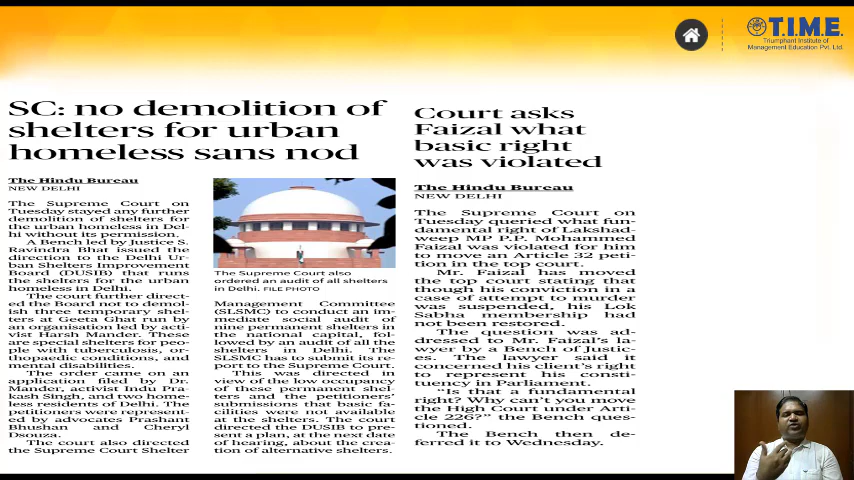 T.I.M.E.
Triumphant Institute of
Management Education Pvt. Ltd.
SC: no demolition of
shelters for urban
homeless sans nod
The Hindu Bureau
NEW DELHI
The Supreme Court on
Tuesday stayed any further
demolition of shelters for
the urban homeless in Del-
hi without its permission.
A Bench led by Justice S.
Ravindra Bhat issued the
direction to the Delhi Ur-
ban Shelters Improvement
Board (DUSIB) that runs
the shelters for the urban
homeless in Delhi.
The court further direct-
ed the Board not to demol-
ish three temporary shel-
ters at Geeta Ghat run by
an organisation led by acti-
vist Harsh Mander. These
are special shelters for peo-
ple with tuberculosis, or-
thopaedic conditions, and
mental disabilities.
The order came on an
application filed by Dr.
Mander, activist Indu Pra-
kash Singh, and two home-
less residents of Delhi. The
petitioners were represent-
ed by advocates Prashant
Bhushan and Cheryl
Dsouza.
The court also directed
the Supreme Court Shelter
The Supreme Court also
ordered an audit of all shelters
in Delhi. FILE PHOTO
Management Committee
(SLSMC) to conduct an im-
mediate social audit of
nine permanent shelters in
the national capital, fol-
lowed by an audit of all the
shelters in Delhi. The
SLSMC has to submit its re-
port to the Supreme Court.
This was directed in
view of the low occupancy
of these permanent shel-
ters and the petitioners'
submissions that basic fa-
cilities were not available
at the shelters. The court
directed the DUSIB to pre-
sent a plan, at the next date
of hearing, about the crea-
tion of alternative shelters.
Court asks
Faizal what
basic right
was violated
The Hindu Bureau
NEW DELHI
The Supreme Court on
Tuesday queried what fun-
damental right of Lakshad-
weep MP P.P. Mohammed
Faizal was violated for him
to move an Article 32 peti-
tion in the top court.
Mr. Faizal has moved
the top court stating that
though his conviction in a
case of attempt to murder
was suspended, his Lok
Sabha membership had
not been restored.
The question was ad-
dressed to Mr. Faizal's la-
wyer by a Bench of Justic-
es. The lawyer said it
concerned his client's right
to represent his consti-
tuency in Parliament.
"Is that a fundamental
right? Why can't you move
the High Court under Arti-
cle 226?" the Bench ques-
tioned.
The Bench then de-
ferred it to Wednesday.